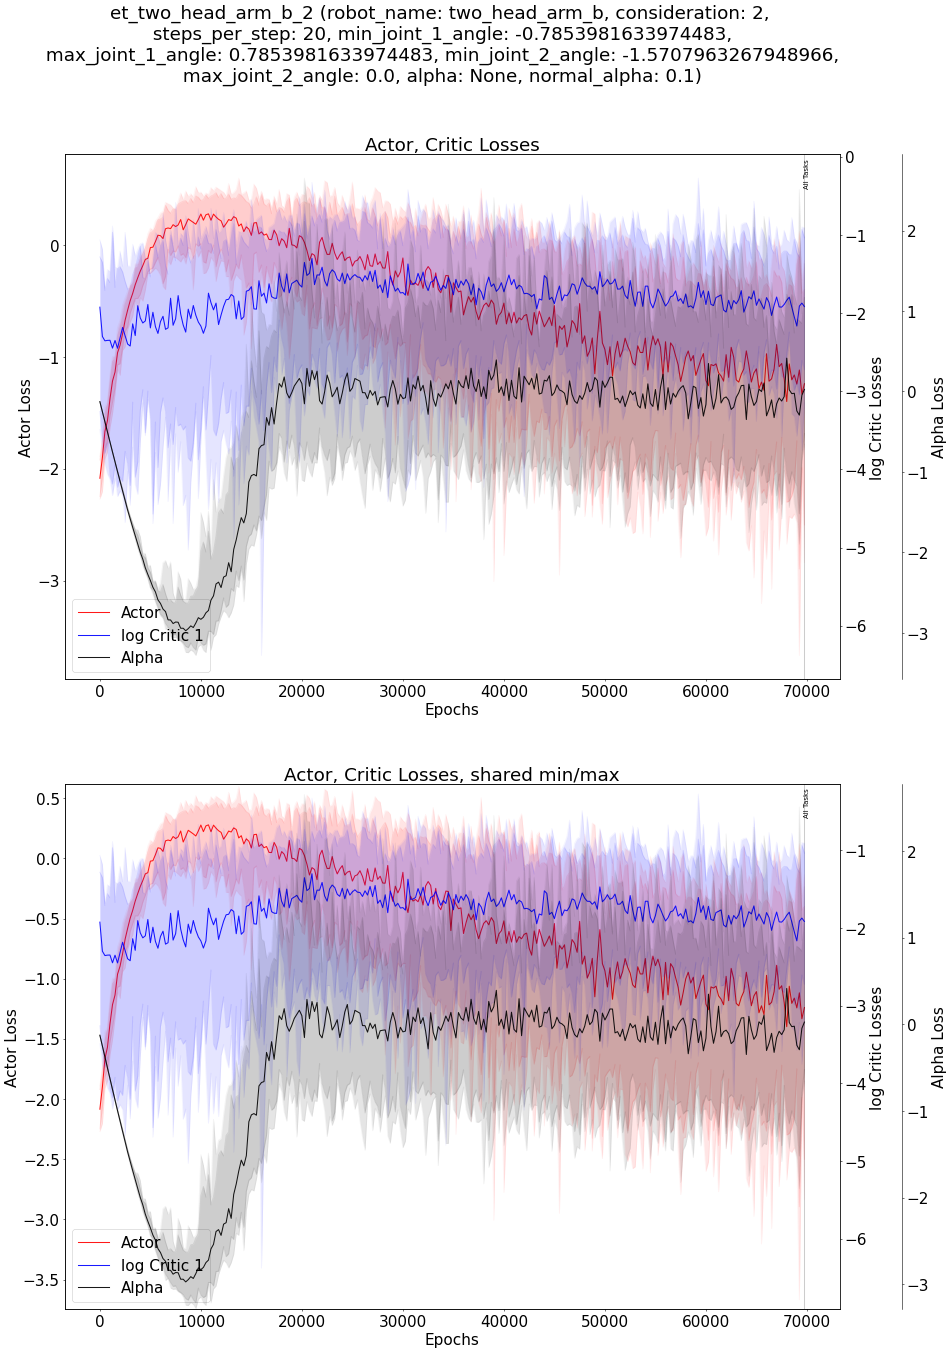 et_two_head_arm_b_2 (robot_name: two_head_arm_b, consideration: 2,
steps_per_step: 20, min_joint_1_angle: -0.7853981633974483,
max_joint_1_angle: 0.7853981633974483, min_joint_2_angle: -1.5707963267948966,
max_joint_2_angle: 0.0, alpha: None, normal_alpha: 0.1)
Actor, Critic Losses
All Tasks
0
−1
−2
−3
Actor Loss
0
−1
−2
−3
−4
−5
−6
log Critic Losses
2
1
0
−1
−2
−3
Alpha Loss
Actor
log Critic 1
Alpha
0
10000
20000
30000
40000
50000
60000
70000
Epochs
Actor, Critic Losses, shared min/max
All Tasks
0.5
0.0
−0.5
−1.0
−1.5
−2.0
−2.5
−3.0
−3.5
Actor Loss
−1
−2
−3
−4
−5
−6
log Critic Losses
2
1
0
−1
−2
−3
Alpha Loss
Actor
log Critic 1
Alpha
0
10000
20000
30000
40000
50000
60000
70000
Epochs